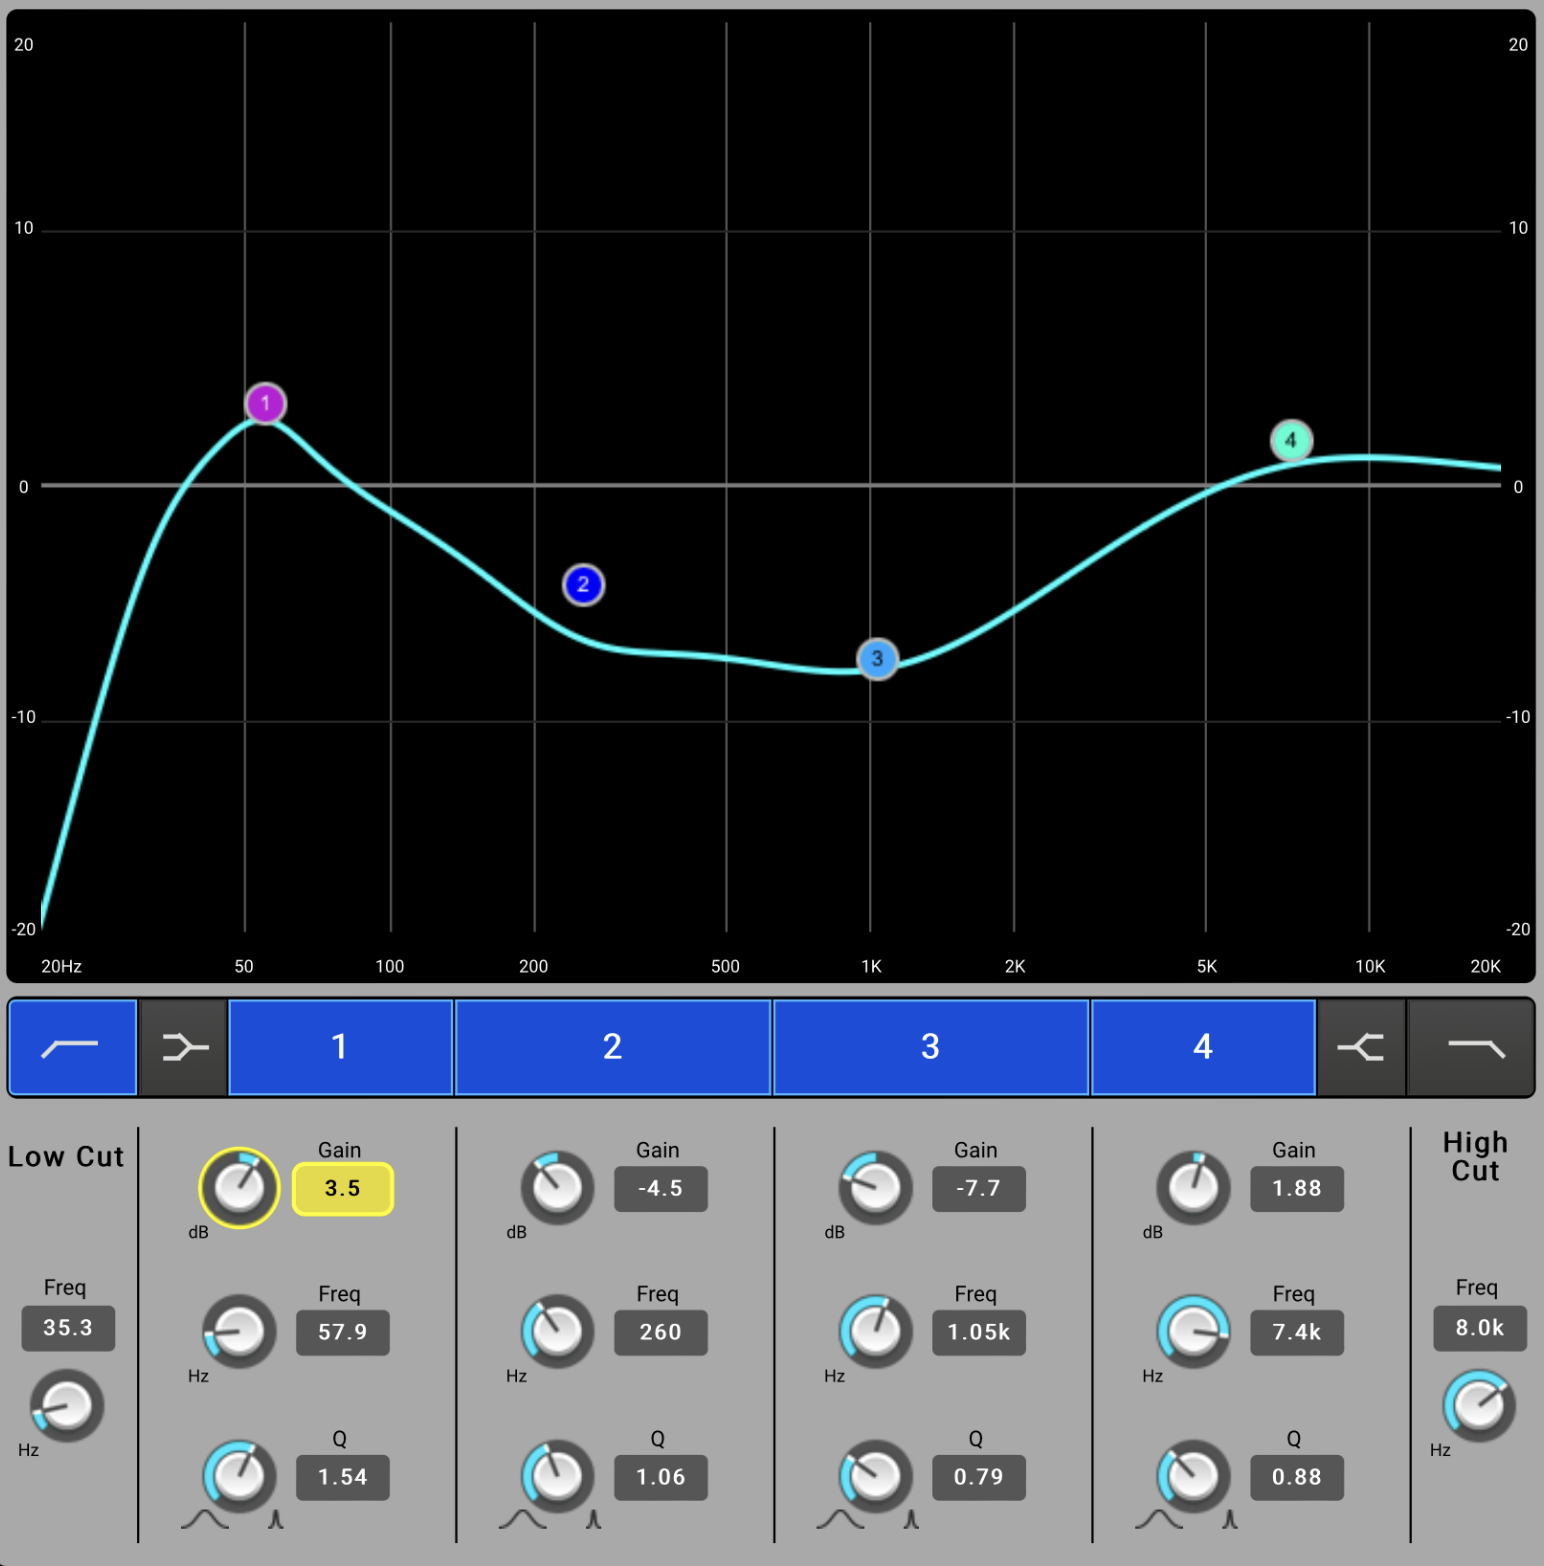 20 20
10 10
1
4
0 0
2
3
-10 -10
-20 -20
20Hz 50 100 200 500 1K 2K 5K 10K 20K
1 2 3 4
Low Cut
Freq
35.3
Hz
Gain
3.5
dB
Freq
57.9
Hz
Q
1.54
Gain
-4.5
dB
Freq
260
Hz
Q
1.06
Gain
-7.7
dB
Freq
1.05k
Hz
Q
0.79
Gain
1.88
dB
Freq
7.4k
Hz
Q
0.88
High
Cut
Freq
8.0k
Hz